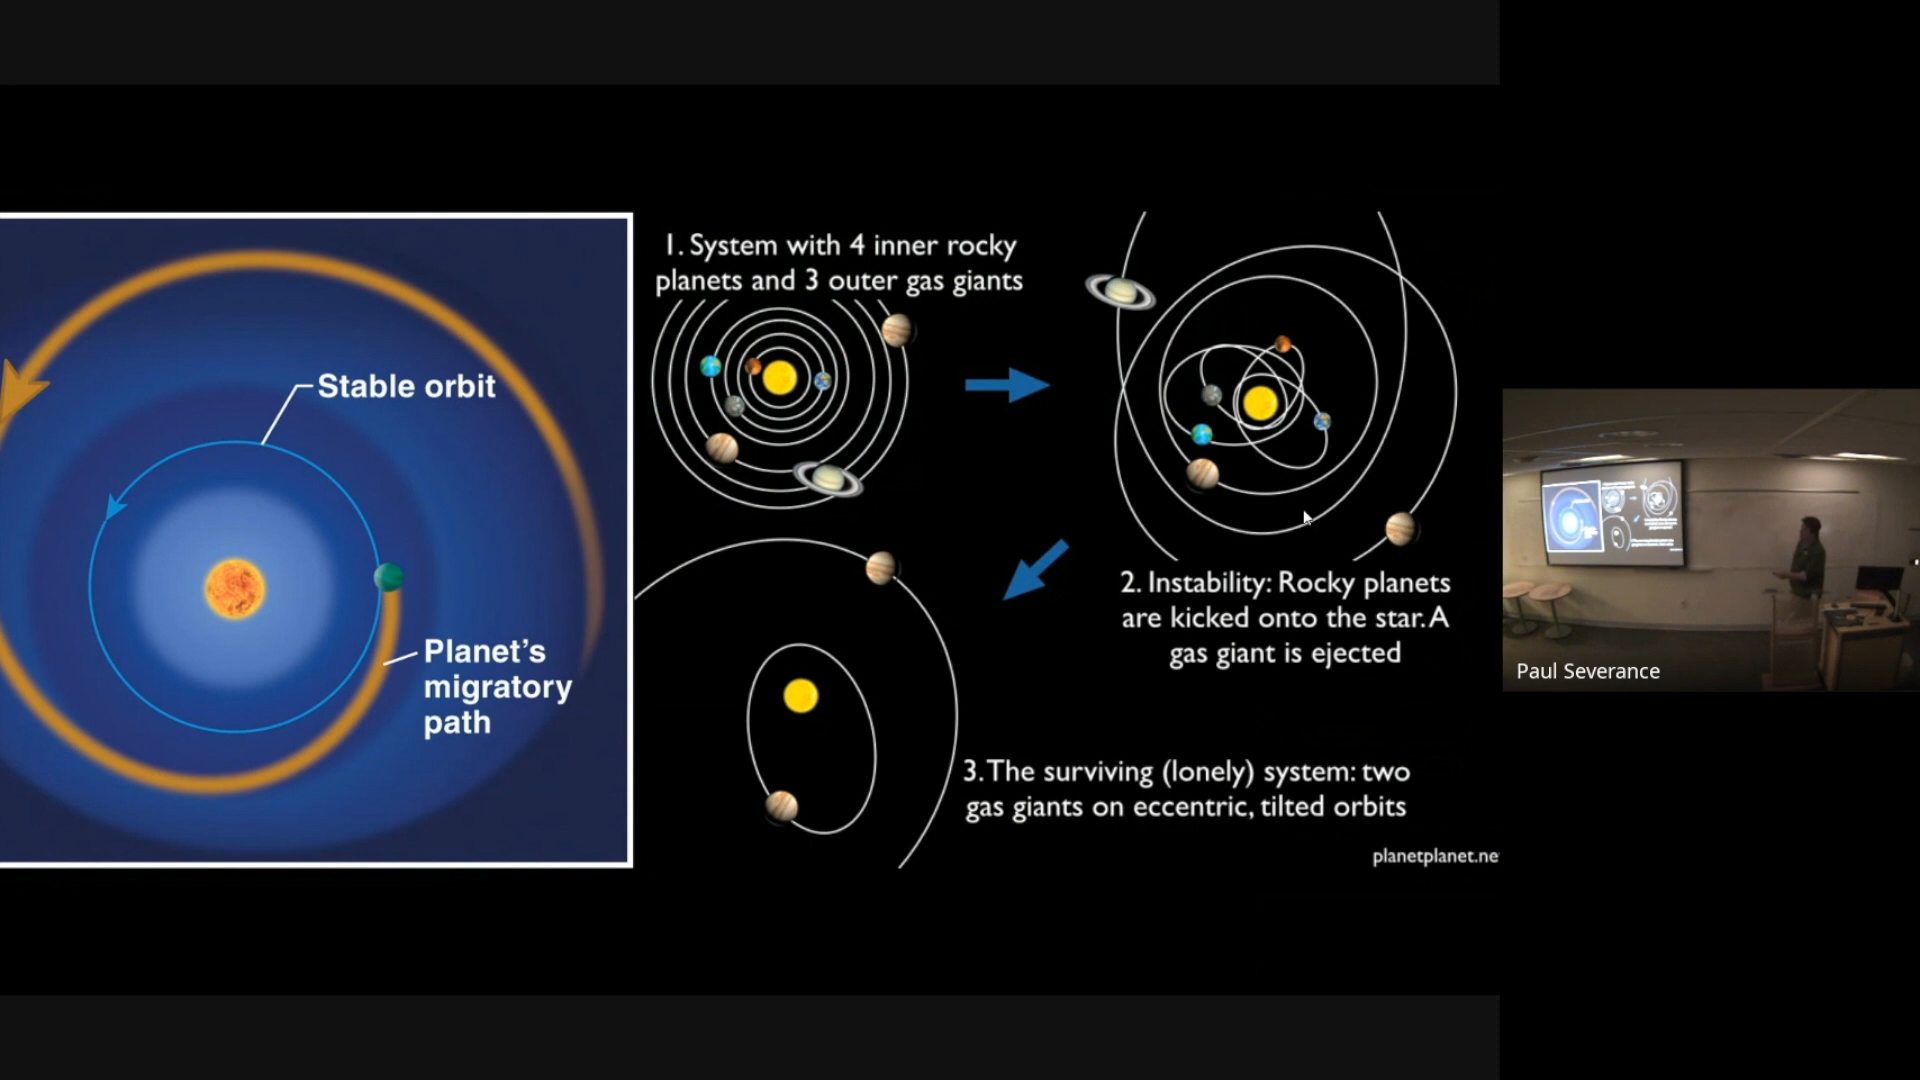 Stable orbit
Planet’s
migratory
path
1. System with 4 inner rocky
planets and 3 outer gas giants
2. Instability: Rocky planets
are kicked onto the star. A
gas giant is ejected
3. The surviving (lonely) system: two
gas giants on eccentric, tilted orbits
planetplanet.ne
Paul Severance